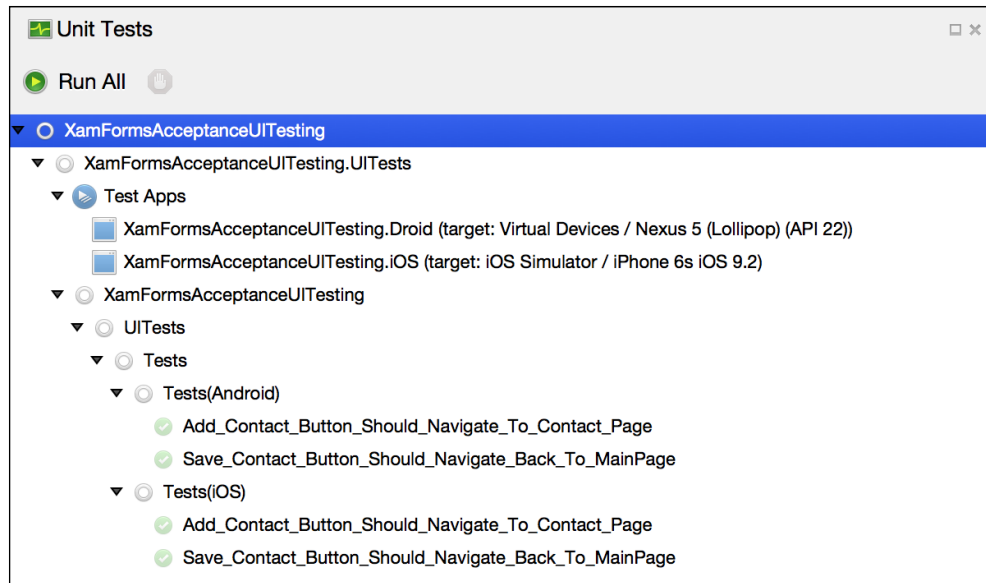 Unit Tests
Run All
XamFormsAcceptanceUITesting
XamFormsAcceptanceUITesting.UITests
Test Apps
XamFormsAcceptanceUITesting.Droid (target: Virtual Devices / Nexus 5 (Lollipop) (API 22))
XamFormsAcceptanceUITesting.iOS (target: iOS Simulator / iPhone 6s iOS 9.2)
XamFormsAcceptanceUITesting
UITests
Tests
Tests(Android)
Add_Contact_Button_Should_Navigate_To_Contact_Page
Save_Contact_Button_Should_Navigate_Back_To_MainPage
Tests(iOS)
Add_Contact_Button_Should_Navigate_To_Contact_Page
Save_Contact_Button_Should_Navigate_Back_To_MainPage